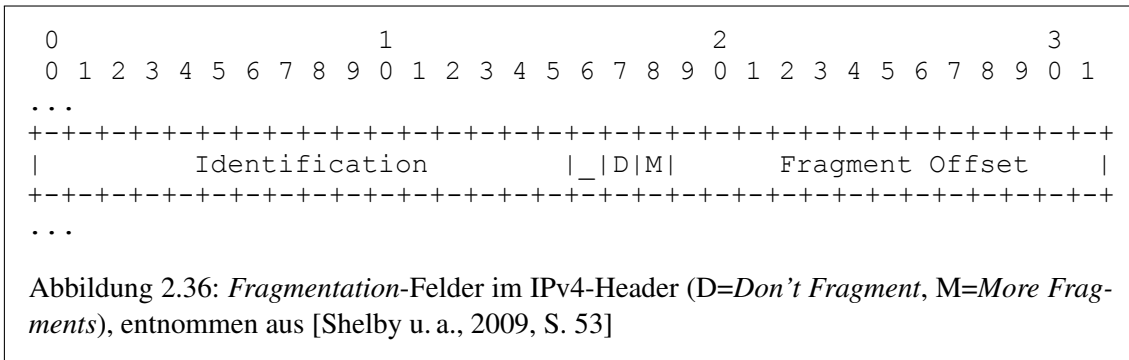 0                   1                   2                   3
 0 1 2 3 4 5 6 7 8 9 0 1 2 3 4 5 6 7 8 9 0 1 2 3 4 5 6 7 8 9 0 1
...
+-+-+-+-+-+-+-+-+-+-+-+-+-+-+-+-+-+-+-+-+-+-+-+-+-+-+-+-+-+-+-+-+
|         Identification        |_|D|M|      Fragment Offset    |
+-+-+-+-+-+-+-+-+-+-+-+-+-+-+-+-+-+-+-+-+-+-+-+-+-+-+-+-+-+-+-+-+
...
Abbildung 2.36: Fragmentation-Felder im IPv4-Header (D=Don't Fragment, M=More Frag-
ments), entnommen aus [Shelby u. a., 2009, S. 53]